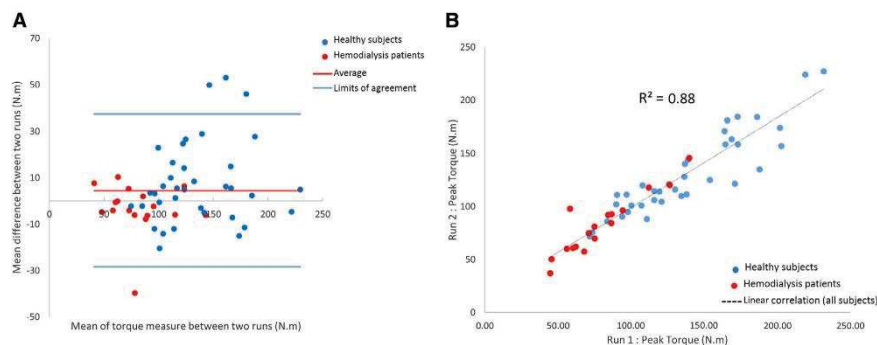 A
70
50
30
10
-10
-30
-50
0
50
100
150
200
250
Mean difference between two runs (N.m)
Mean of torque measure between two runs (N.m)
Healthy subjects
Hemodialysis patients
Average
Limits of agreement
B
250
200
150
100
50
0
0.00
50.00
100.00
150.00
200.00
250.00
Run 2 : Peak Torque (N.m)
Run 1 : Peak Torque (N.m)
R² = 0.88
Healthy subjects
Hemodialysis patients
Linear correlation (all subjects)